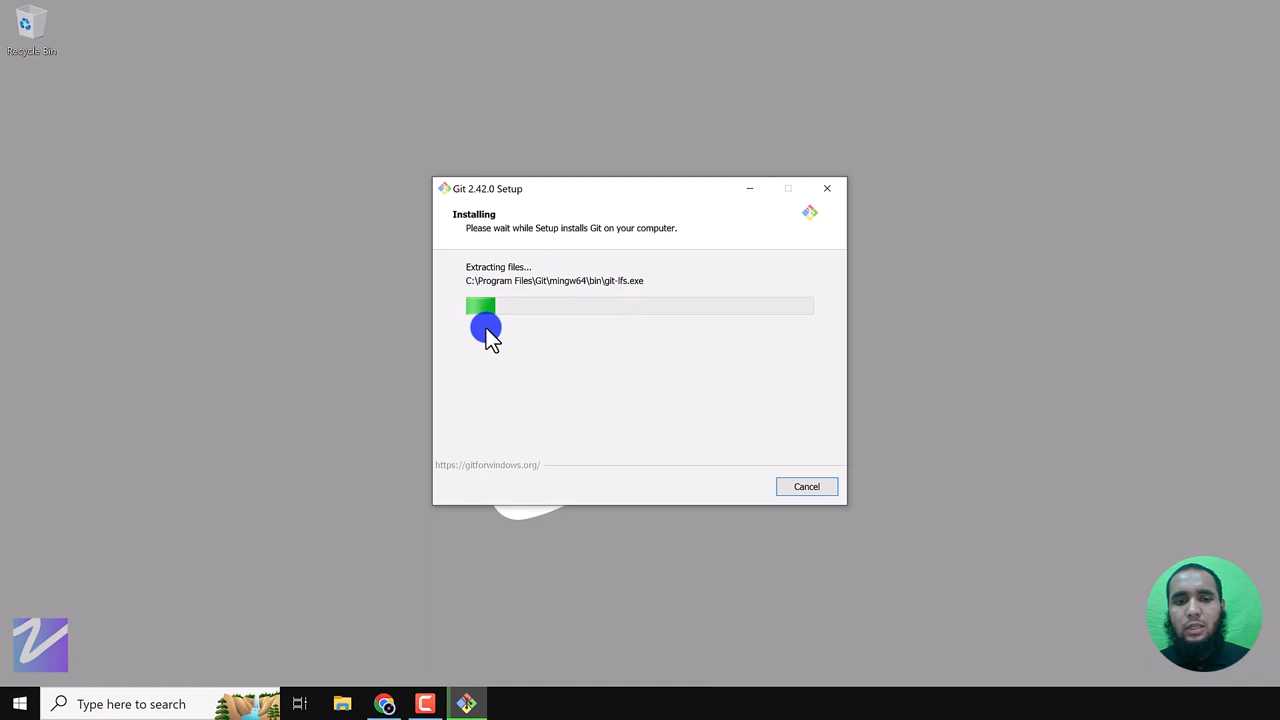 Recycle Bin
Git 2.42.0 Setup
Installing
Please wait while Setup installs Git on your computer.
Extracting files...
C:\Program Files\Git\mingw64\bin\git-lfs.exe
https://gitforwindows.org/
Cancel
Type here to search